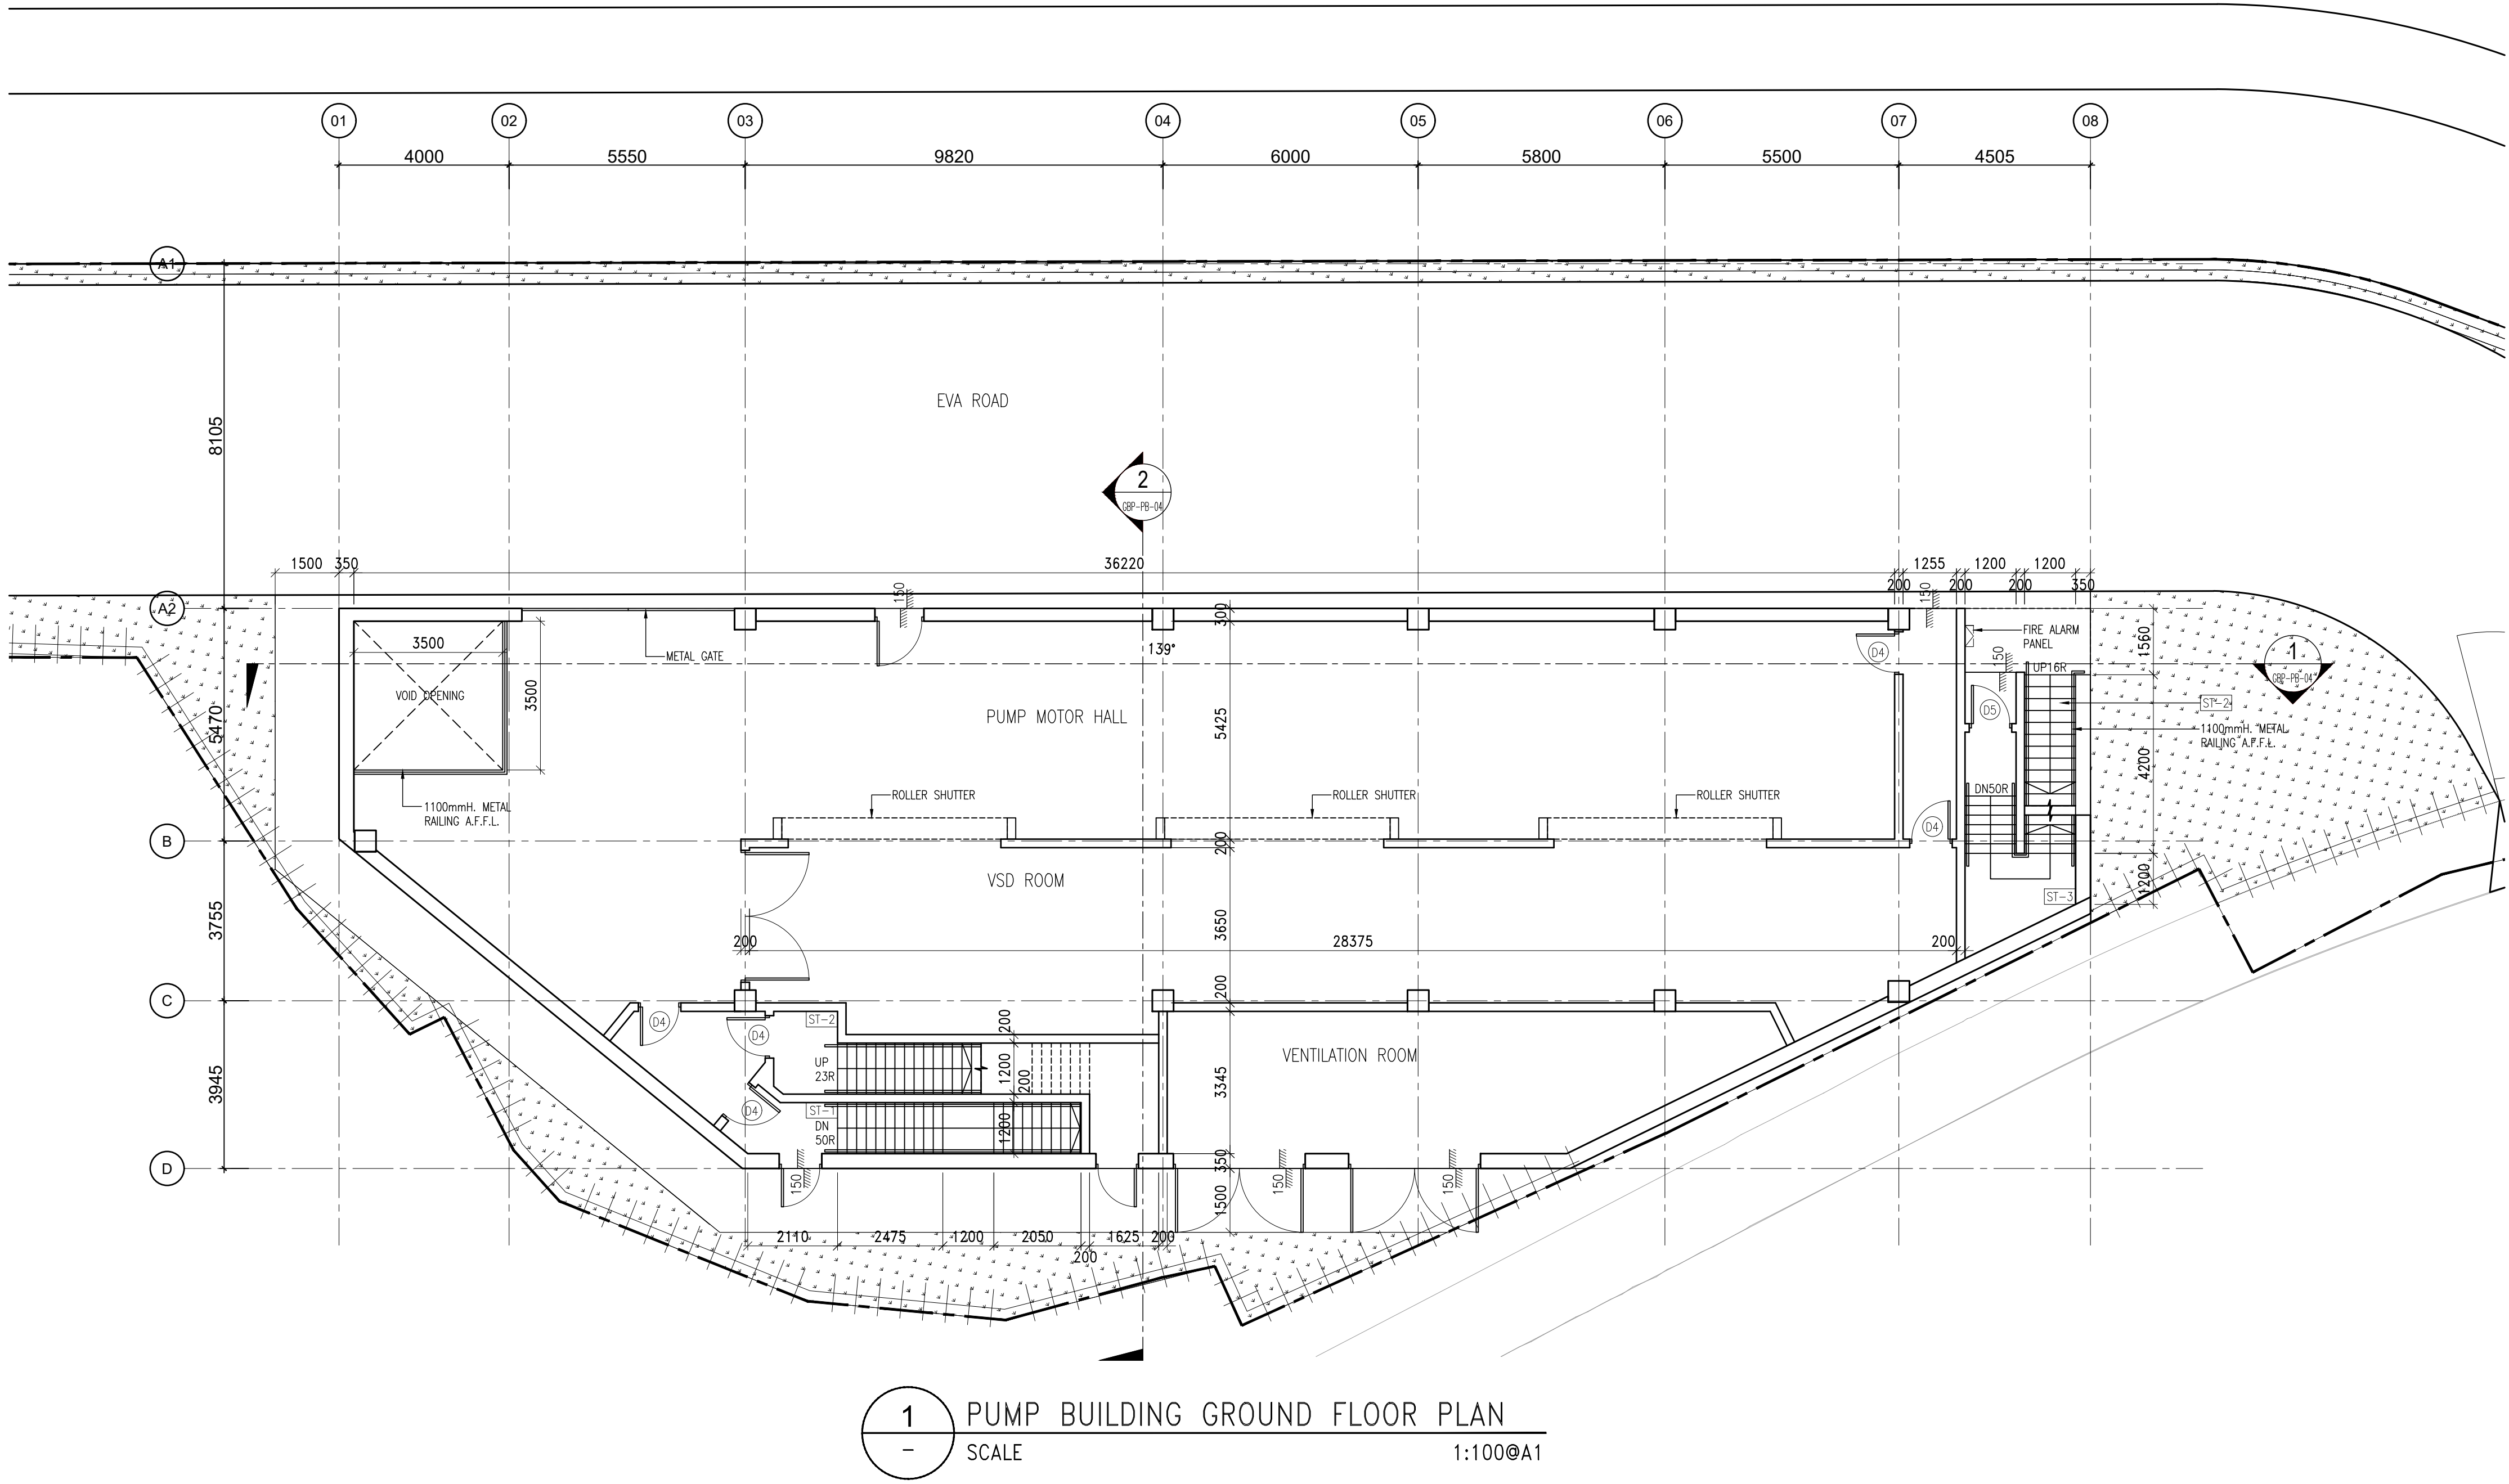 01 02 03 04 05 06 07 08
4000 5550 9820 6000 5800 5500 4505
A1
8105
EVA ROAD
2
GBP-PB-04
1500 350 36220 1255 1200 1200
200 200 200 350
150
150
A2
300
3500
METAL GATE
139°
D4
FIRE ALARM
PANEL
1560
150
UP16R
1
GBP-PB-04
VOID OPENING
3500
5470
PUMP MOTOR HALL
5425
D5
ST-2
1100mmH. METAL
RAILING A.F.F.L.
4200
DN50R
ROLLER SHUTTER
ROLLER SHUTTER
ROLLER SHUTTER
1100mmH. METAL
RAILING A.F.F.L.
D4
B
200
VSD ROOM
1200
ST-3
3755
3650
200
28375
200
C
200
D4
D4
ST-2
200
UP
23R
1200
200
VENTILATION ROOM
3945
3345
D4
ST-1
DN
50R
1200
D
350
150
150
150
1500
2110 2475 1200 2050 1625 200
200
1
PUMP BUILDING GROUND FLOOR PLAN
–
SCALE 1:100@A1